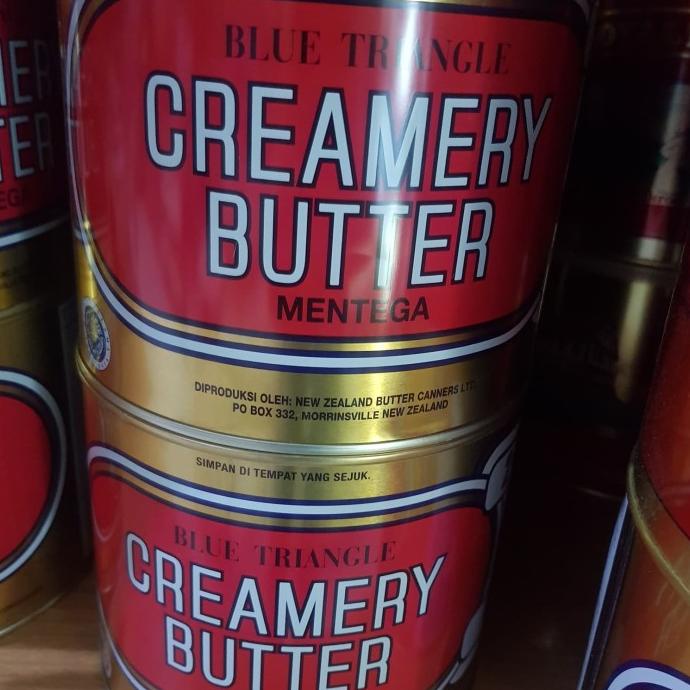 BLUE TRIANGLE
CREAMERY
BUTTER
MENTEGA
DIPRODUKSI OLEH: NEW ZEALAND BUTTER CANNERS LTD.
PO BOX 332, MORRINSVILLE NEW ZEALAND
SIMPAN DI TEMPAT YANG SEJUK.
BLUE TRIANGLE
CREAMERY
BUTTER